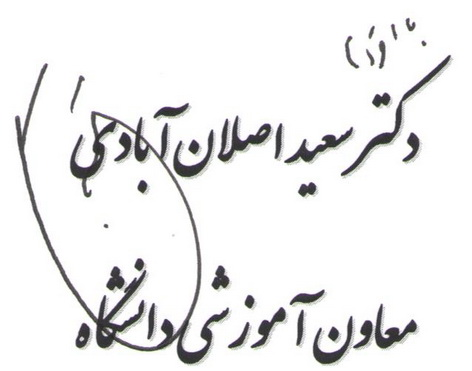 دکتر سعید اصلان آبادی
معاون آموزشی دانشگاه